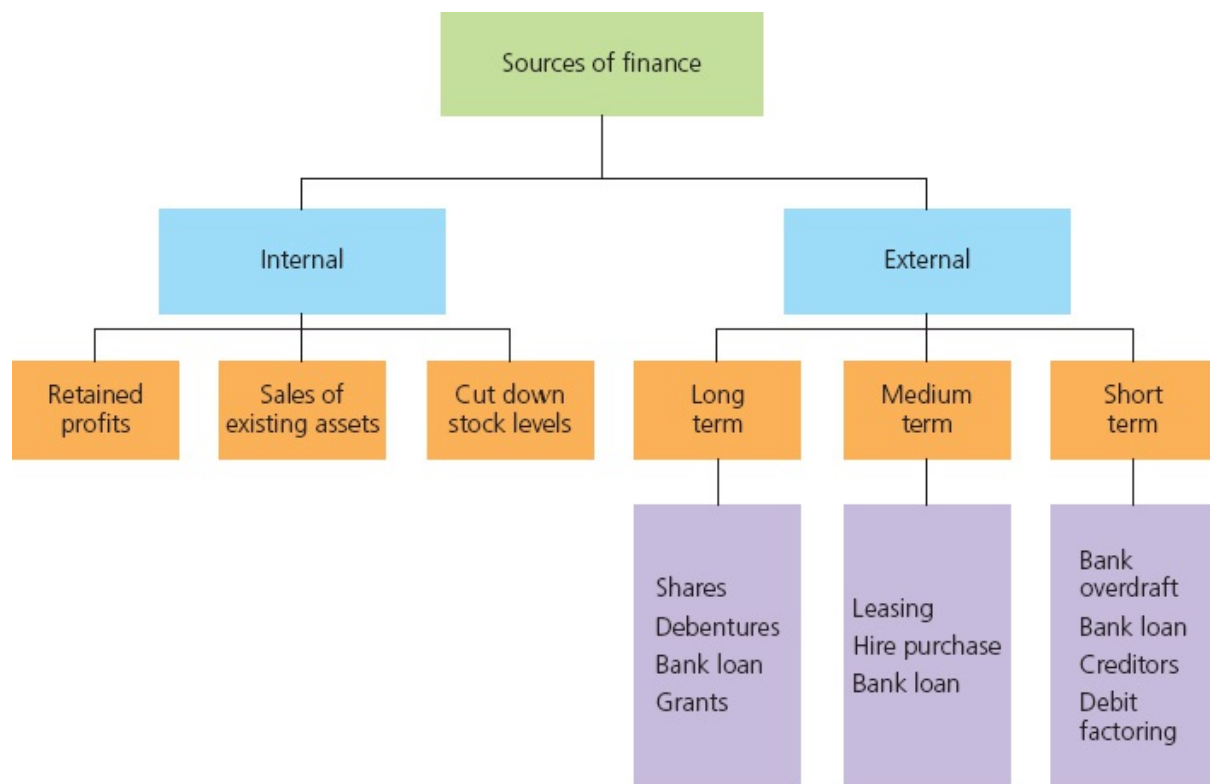 Sources of finance
Internal
External
Retained
profits
Sales of
existing assets
Cut down
stock levels
Long
term
Medium
term
Short
term
Shares
Debentures
Bank loan
Grants
Leasing
Hire purchase
Bank loan
Bank
overdraft
Bank loan
Creditors
Debit
factoring